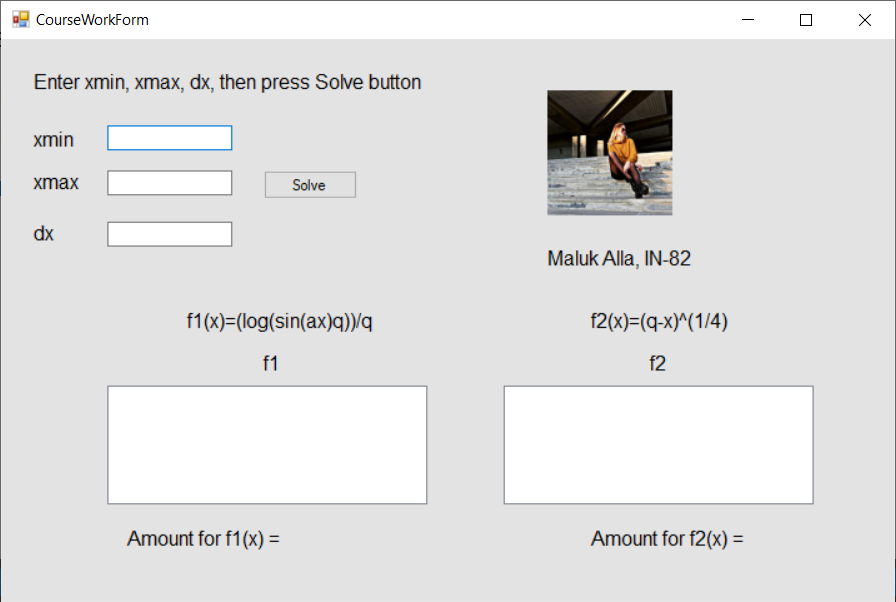 CourseWorkForm
Enter xmin, xmax, dx, then press Solve button
xmin
xmax
Solve
dx
Maluk Alla, IN-82
f1(x)=(log(sin(ax)q))/q
f2(x)=(q-x)^(1/4)
f1
f2
Amount for f1(x) =
Amount for f2(x) =